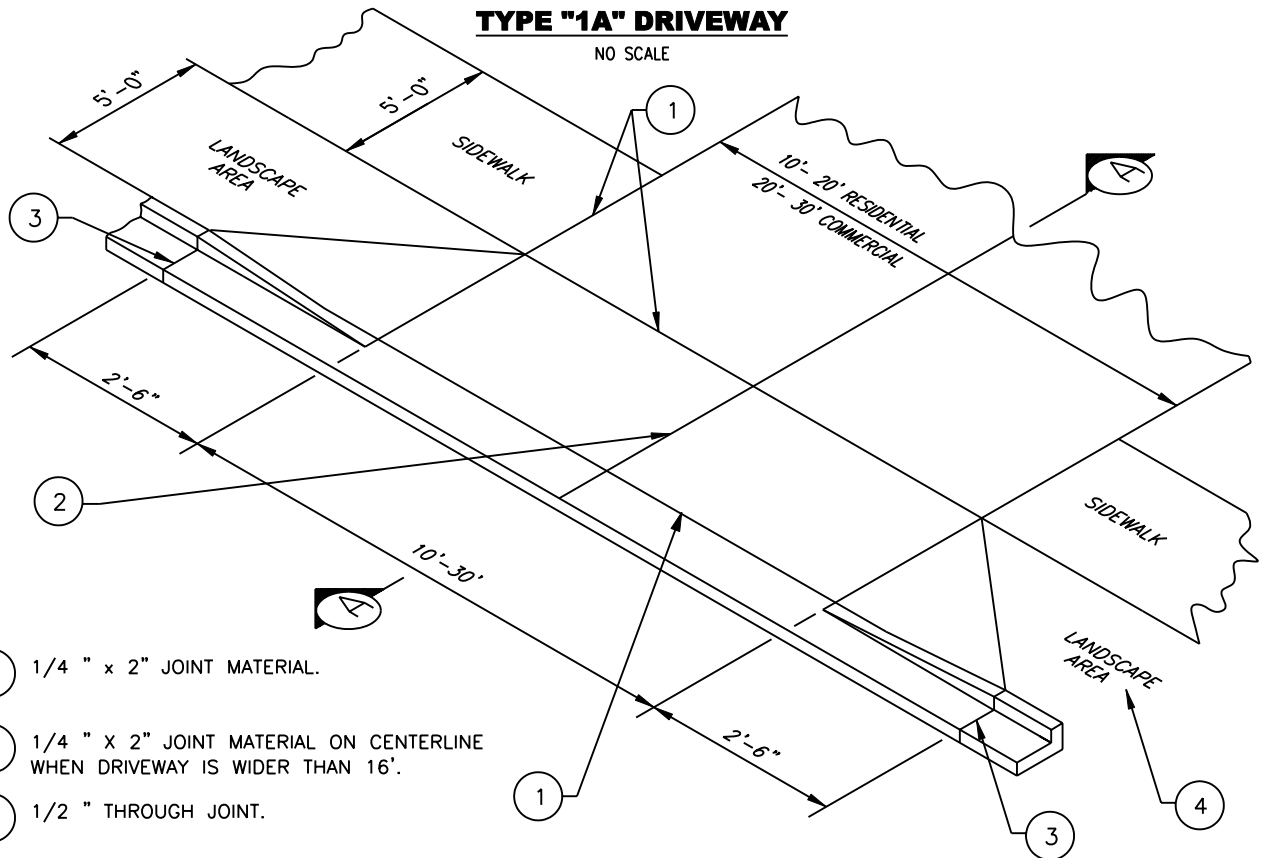 TYPE "1A" DRIVEWAY
NO SCALE
5'-0"
5'-0"
1
LANDSCAPE
AREA
SIDEWALK
10'- 20' RESIDENTIAL
20'- 30' COMMERCIAL
A
3
2'-6"
2
SIDEWALK
10'-30'
A
LANDSCAPE
AREA
1/4 " x 2" JOINT MATERIAL.
1/4 " X 2" JOINT MATERIAL ON CENTERLINE
WHEN DRIVEWAY IS WIDER THAN 16'.
2'-6"
1
4
1/2 " THROUGH JOINT.
3